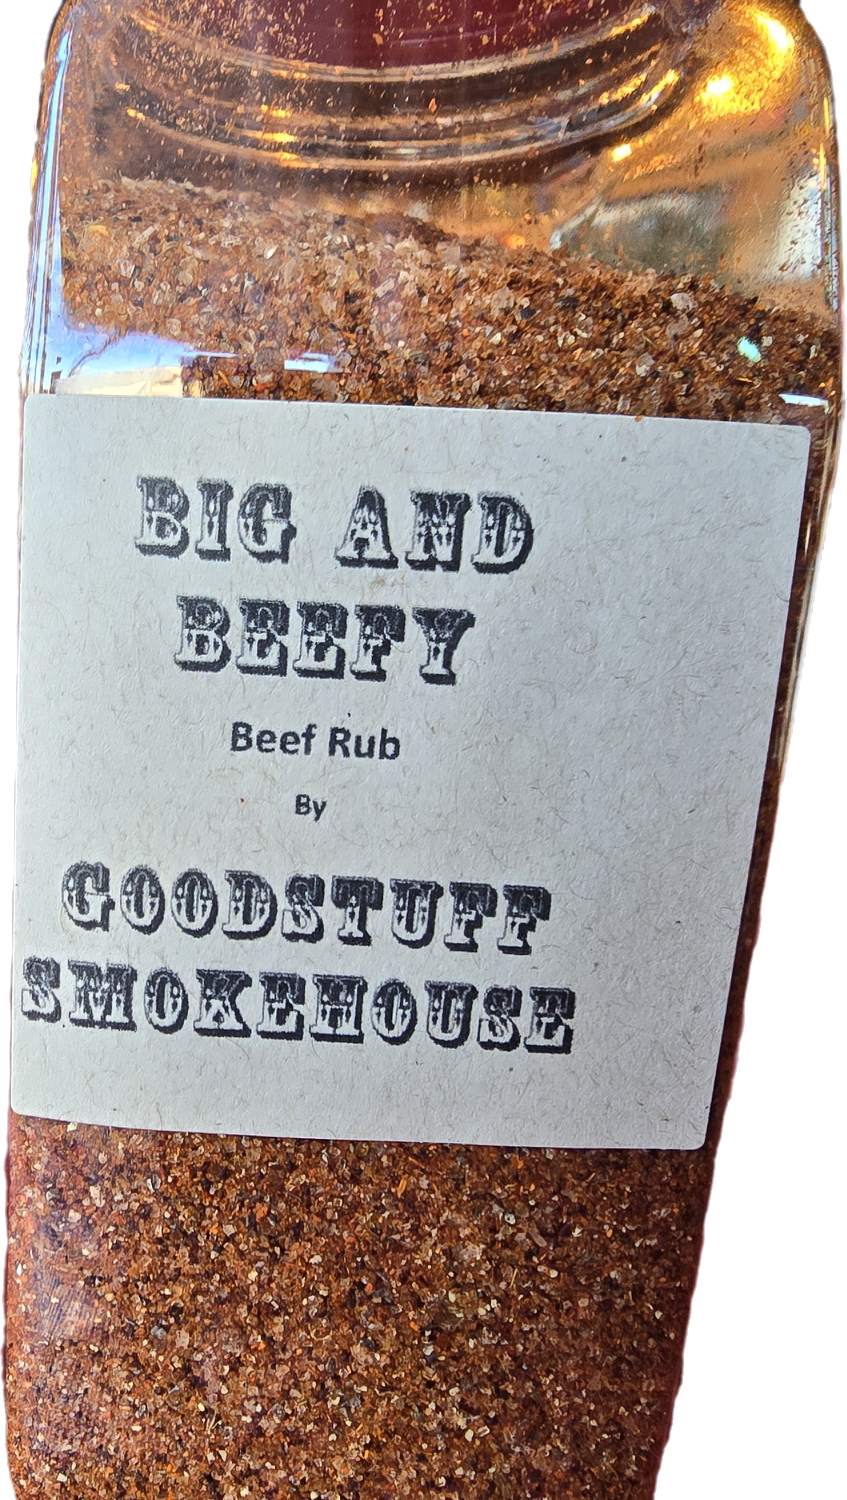 BIG AND
BEEFY
Beef Rub
By
GOODSTUFF
SMOKEHOUSE